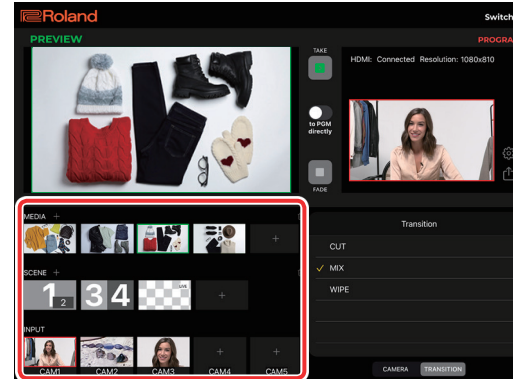 Roland
Switch
PREVIEW
PROGRA
TAKE
HDMI: Connected Resolution: 1080x810
to PGM
directly
FADE
MEDIA +
+
Transition
CUT
✓ MIX
WIPE
SCENE +
1 2
3 4
LIVE
+
INPUT
+ +
CAM1 CAM2 CAM3 CAM4 CAM5
CAMERA TRANSITION